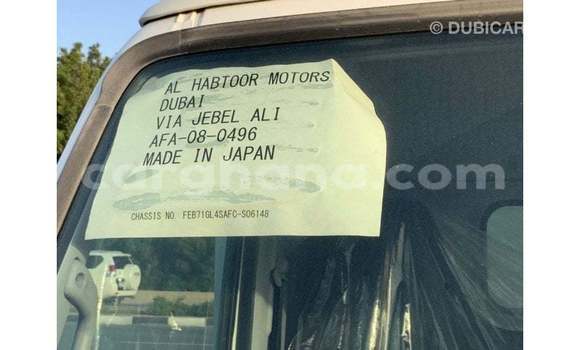 © DUBICAR
AL HABTOOR MOTORS
DUBAI
VIA JEBEL ALI
AFA-08-0496
MADE IN JAPAN
carghana.com
CHASSIS NO. FEB71GL4SAFC-S06148